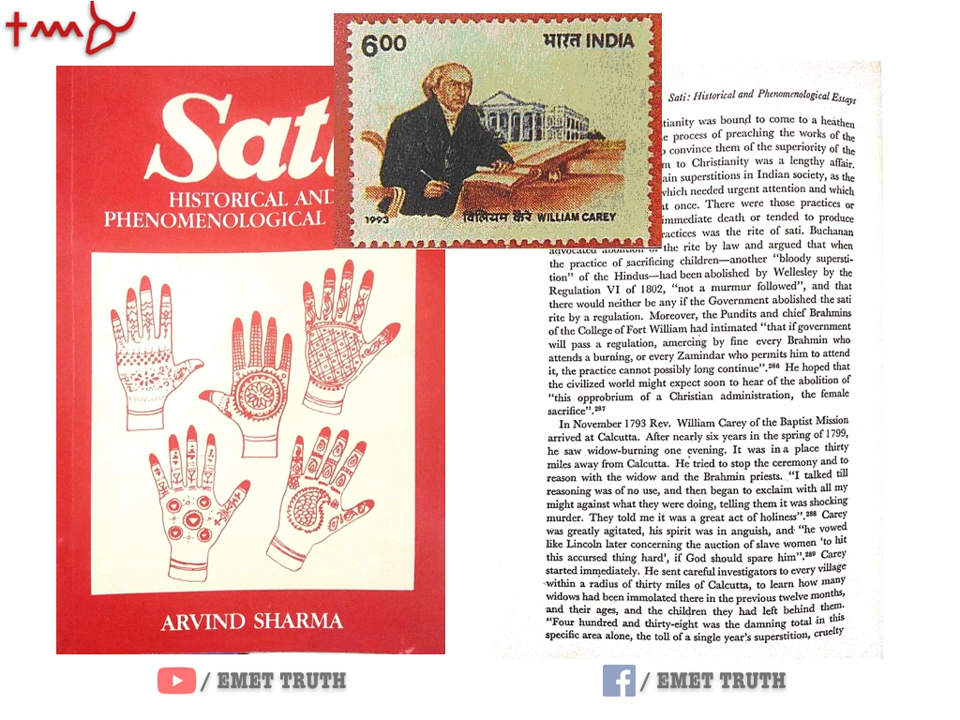 Sat
HISTORICAL AND
PHENOMENOLOGICAL
ARVIND SHARMA
600
भारत INDIA
1993
विलियम केरे WILLIAM CAREY
Sati: Historical and Phenomenological Essays
tianity was bound to come to a heathen
e process of preaching the works of the
o convince them of the superiority of the
m to Christianity was a lengthy affair.
ain superstitions in Indian society, as the
which needed urgent attention and which
at once. There were those practices or
immediate death or tended to produce
ractices was the rite of sati. Buchanan
advocated abolition of the rite by law and argued that when
the practice of sacrificing children—another “bloody supersti-
tion” of the Hindus—had been abolished by Wellesley by the
Regulation VI of 1802, “not a murmur followed”, and that
there would neither be any if the Government abolished the sati
rite by a regulation. Moreover, the Pundits and chief Brahmins
of the College of Fort William had intimated “that if government
will pass a regulation, amercing by fine every Brahmin who
attends a burning, or every Zamindar who permits him to attend
it, the practice cannot possibly long continue”.286 He hoped that
the civilized world might expect soon to hear of the abolition of
“this opprobrium of a Christian administration, the female
sacrifice”.287
In November 1793 Rev. William Carey of the Baptist Mission
arrived at Calcutta. After nearly six years in the spring of 1799,
he saw widow-burning one evening. It was in a place thirty
miles away from Calcutta. He tried to stop the ceremony and to
reason with the widow and the Brahmin priests. “I talked till
reasoning was of no use, and then began to exclaim with all my
might against what they were doing, telling them it was shocking
murder. They told me it was a great act of holiness”.288 Carey
was greatly agitated, his spirit was in anguish, and “he vowed
like Lincoln later concerning the auction of slave women ‘to hit
this accursed thing hard’, if God should spare him”.289 Carey
started immediately. He sent careful investigators to every village
within a radius of thirty miles of Calcutta, to learn how many
widows had been immolated there in the previous twelve months,
and their ages, and the children they had left behind them.
“Four hundred and thirty-eight was the damning total in this
specific area alone, the toll of a single year’s superstition, cruelty
/ EMET TRUTH
/ EMET TRUTH